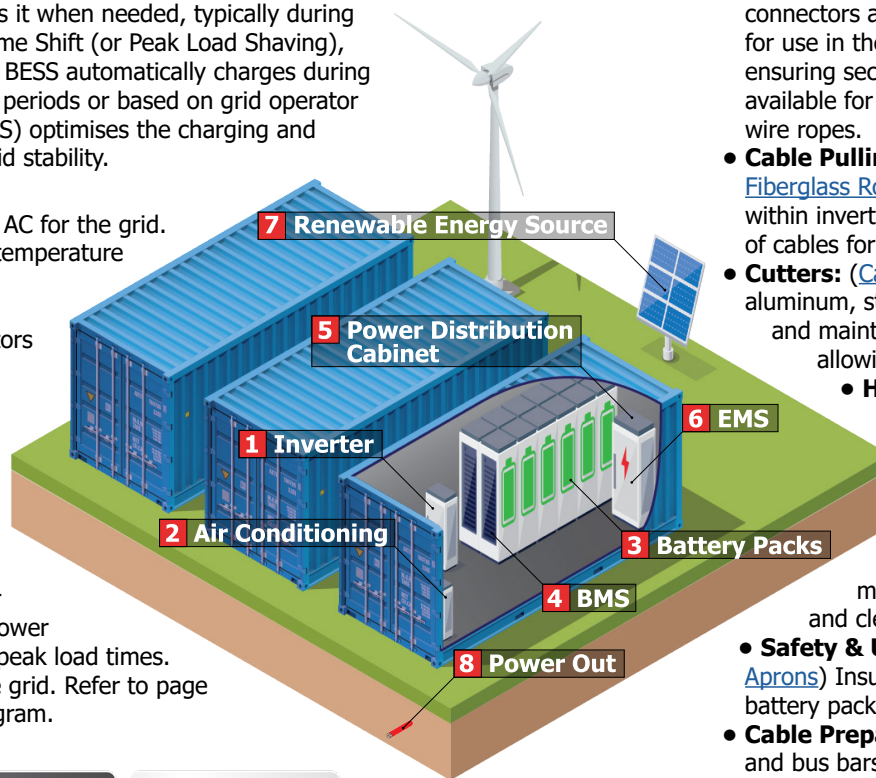 s it when needed, typically during
me Shift (or Peak Load Shaving),
BESS automatically charges during
periods or based on grid operator
S) optimises the charging and
id stability.
AC for the grid.
temperature
tors
ower
peak load times.
e grid. Refer to page
gram.
7 Renewable Energy Source
5 Power Distribution
Cabinet
1 Inverter
6 EMS
2 Air Conditioning
3 Battery Packs
4 BMS
8 Power Out
connectors a
for use in the
ensuring sec
available for
wire ropes.
• Cable Pullin
Fiberglass Ro
within invert
of cables for
• Cutters: (Ca
aluminum, st
and maint
allowi
• H
m
and cle
• Safety & U
Aprons) Insu
battery pack
• Cable Prepa
and bus bars